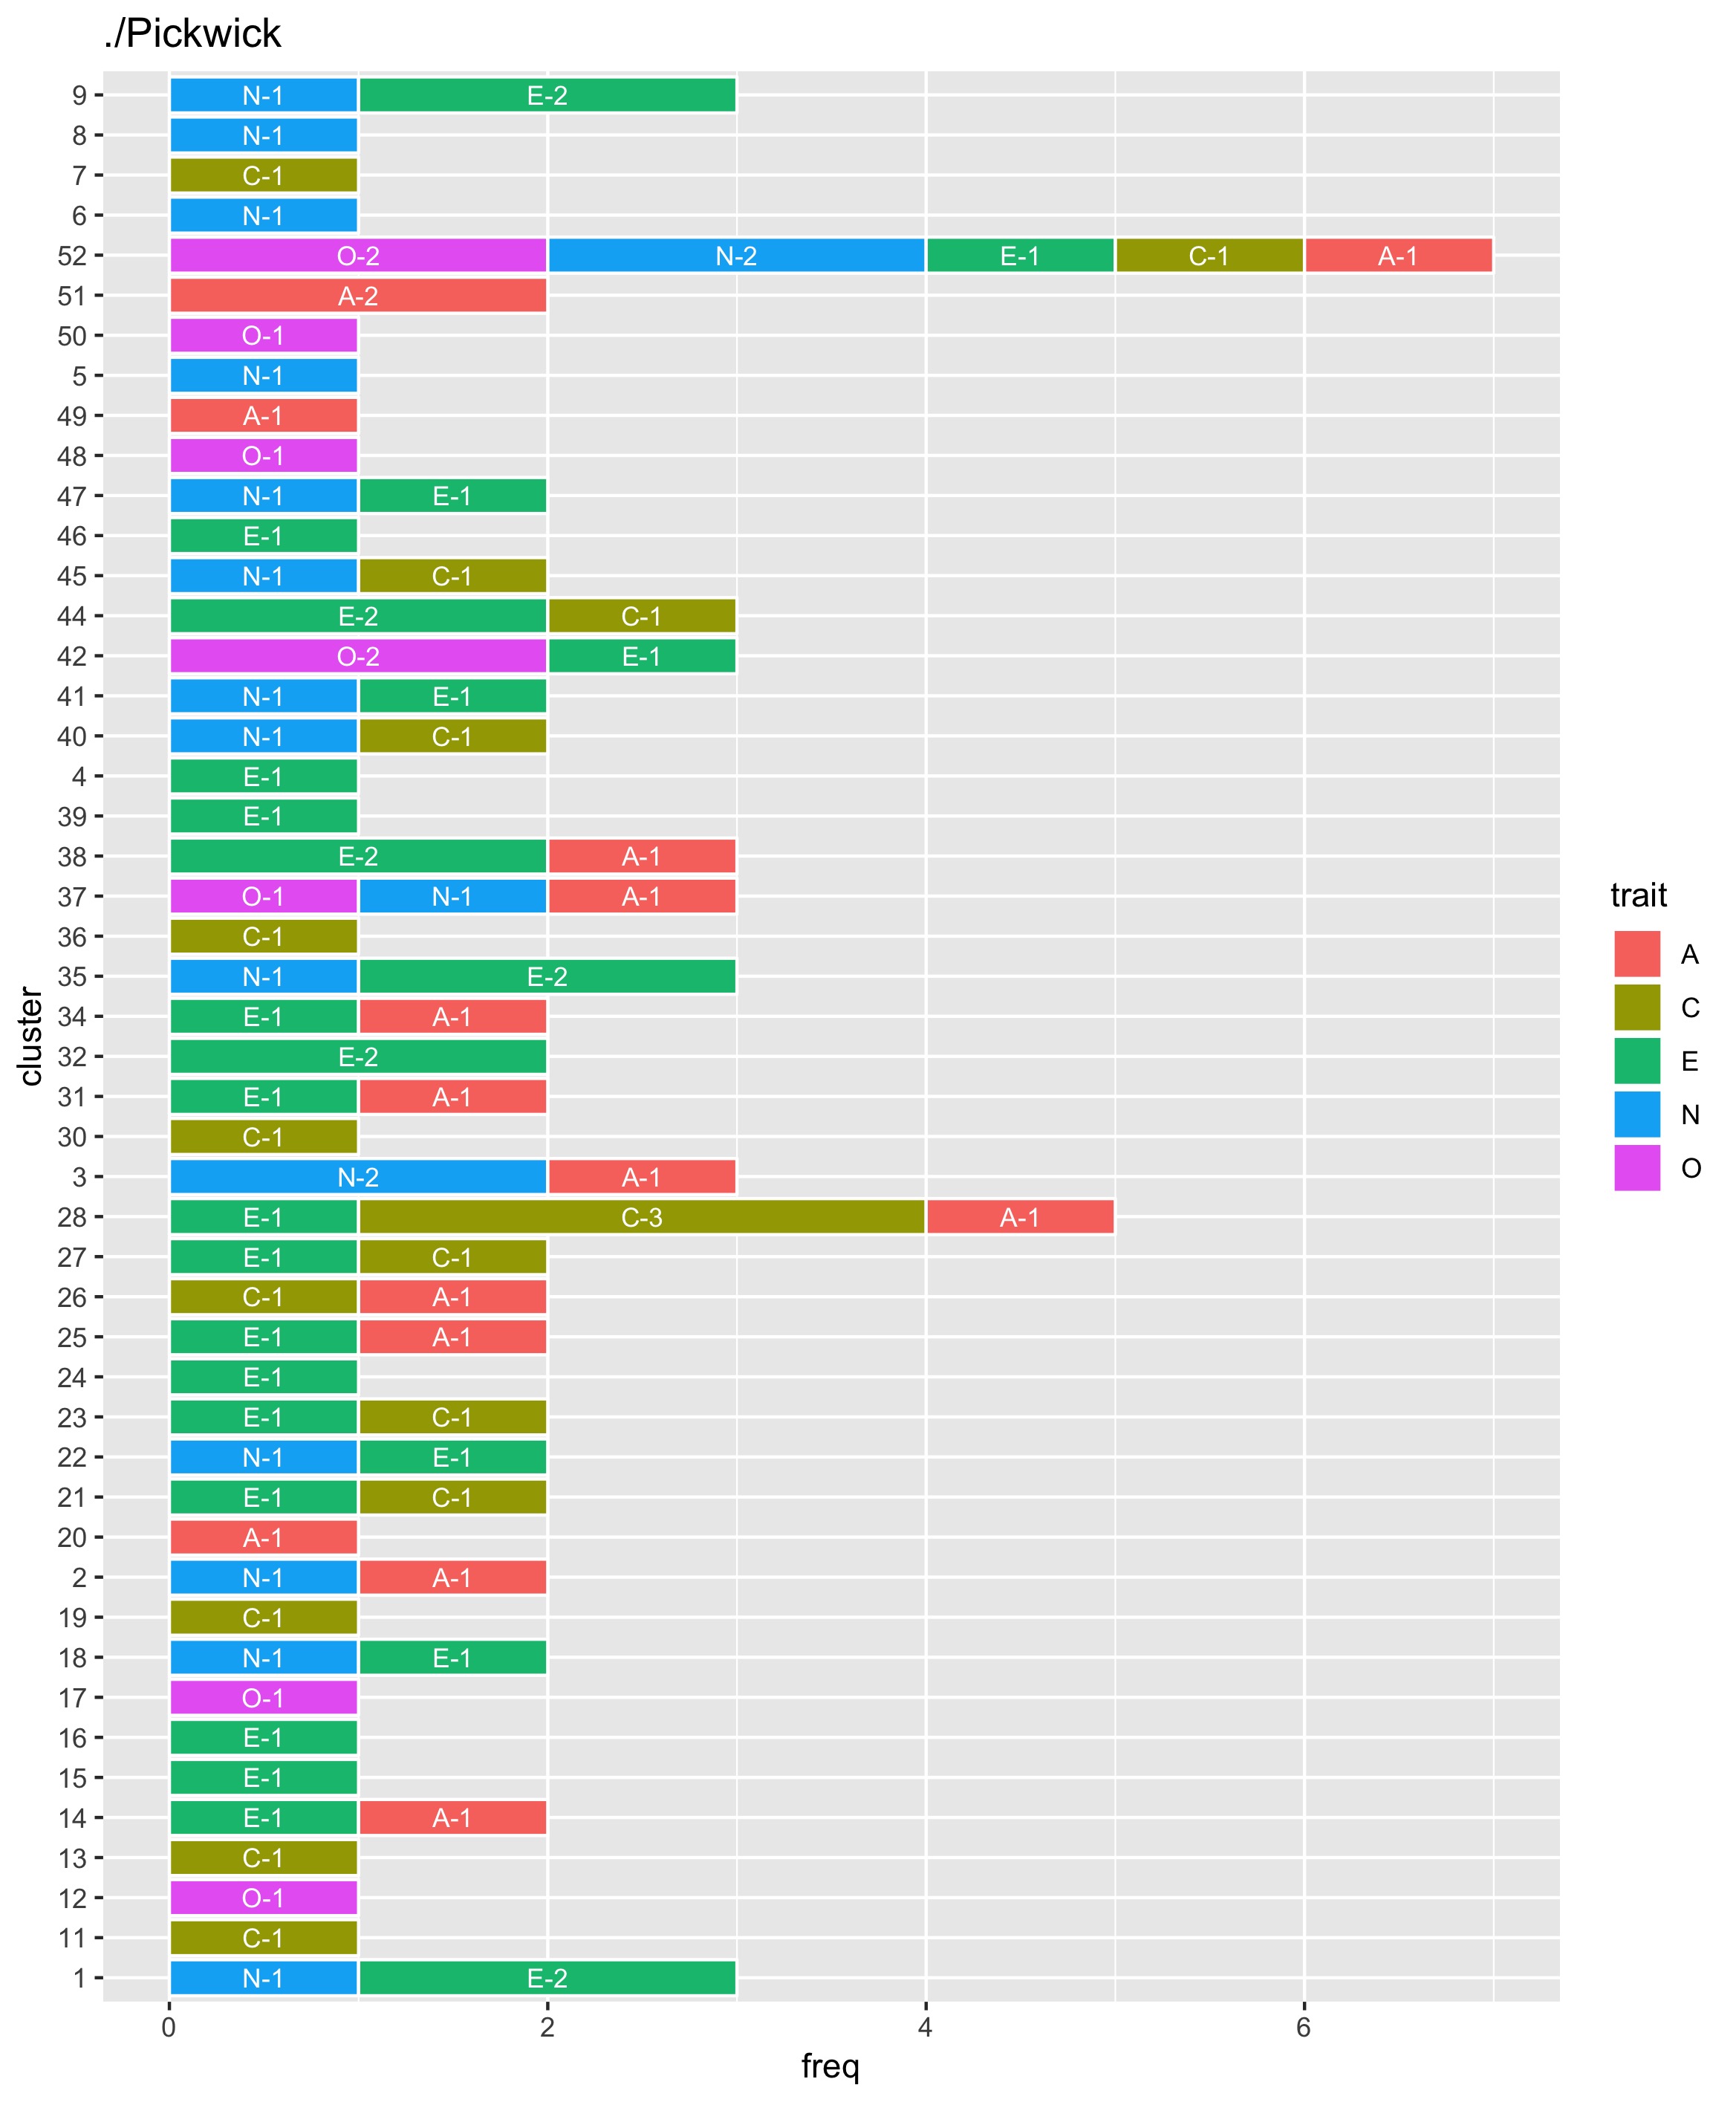 ./Pickwick
9 N-1 E-2
8 N-1
7 C-1
6 N-1
52 O-2 N-2 E-1 C-1 A-1
51 A-2
50 O-1
5 N-1
49 A-1
48 O-1
47 N-1 E-1
46 E-1
45 N-1 C-1
44 E-2 C-1
42 O-2 E-1
41 N-1 E-1
40 N-1 C-1
4 E-1
39 E-1
38 E-2 A-1
37 O-1 N-1 A-1
36 C-1
35 N-1 E-2
34 E-1 A-1
32 E-2
31 E-1 A-1
30 C-1
3 N-2 A-1
28 E-1 C-3 A-1
27 E-1 C-1
26 C-1 A-1
25 E-1 A-1
24 E-1
23 E-1 C-1
22 N-1 E-1
21 E-1 C-1
20 A-1
2 N-1 A-1
19 C-1
18 N-1 E-1
17 O-1
16 E-1
15 E-1
14 E-1 A-1
13 C-1
12 O-1
11 C-1
1 N-1 E-2
0 2 4 6
freq
cluster
trait
A
C
E
N
O